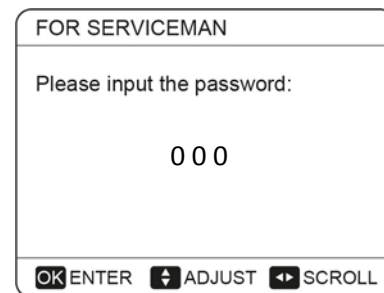 FOR SERVICEMAN
Please input the password:
0 0 0
OK ENTER ADJUST SCROLL